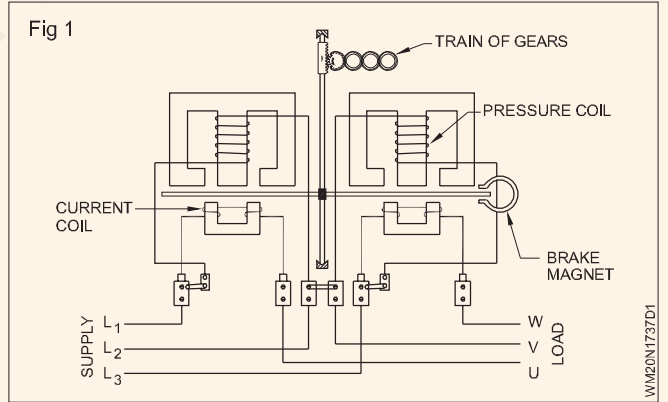 Fig 1
TRAIN OF GEARS
PRESSURE COIL
CURRENT
COIL
BRAKE
MAGNET
SUPPLY
L1
L2
L3
W
V
U
LOAD
WM20N1737D1